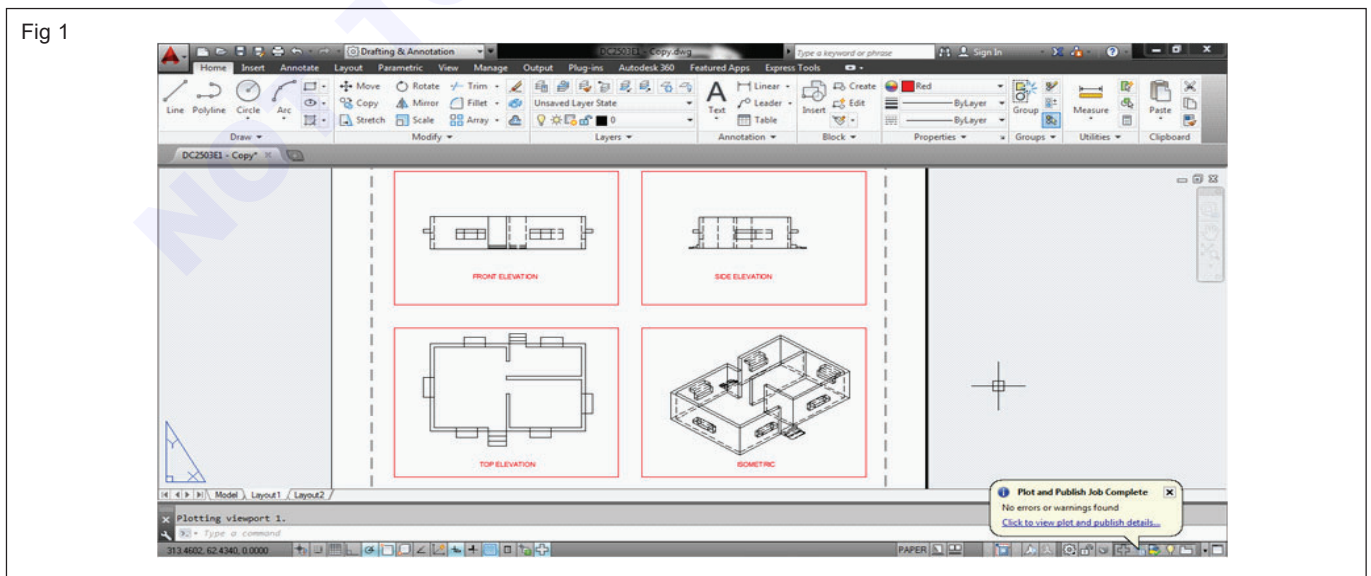 Fig 1
Drafting & Annotation
DC2503E1 - Copy.dwg
Type a keyword or phrase
Sign In
Home Insert Annotate Layout Parametric View Manage Output Plug-ins Autodesk 360 Featured Apps Express Tools
Line Polyline Circle Arc
Move Rotate Trim
Copy Mirror Fillet
Stretch Scale Array
Unsaved Layer State
0
Text
Linear
Leader
Table
Insert
Create
Edit
Red
ByLayer
ByLayer
Group
Measure
Paste
Draw Modify Layers Annotation Block Properties Groups Utilities Clipboard
DC2503E1 - Copy*
FRONT ELEVATION
SIDE ELEVATION
TOP ELEVATION
ISOMETRIC
Y
X
Model Layout1 Layout2
Plot and Publish Job Complete
No errors or warnings found
Click to view plot and publish details...
Plotting viewport 1.
Type a command
313.4602, 62.4340, 0.0000
PAPER